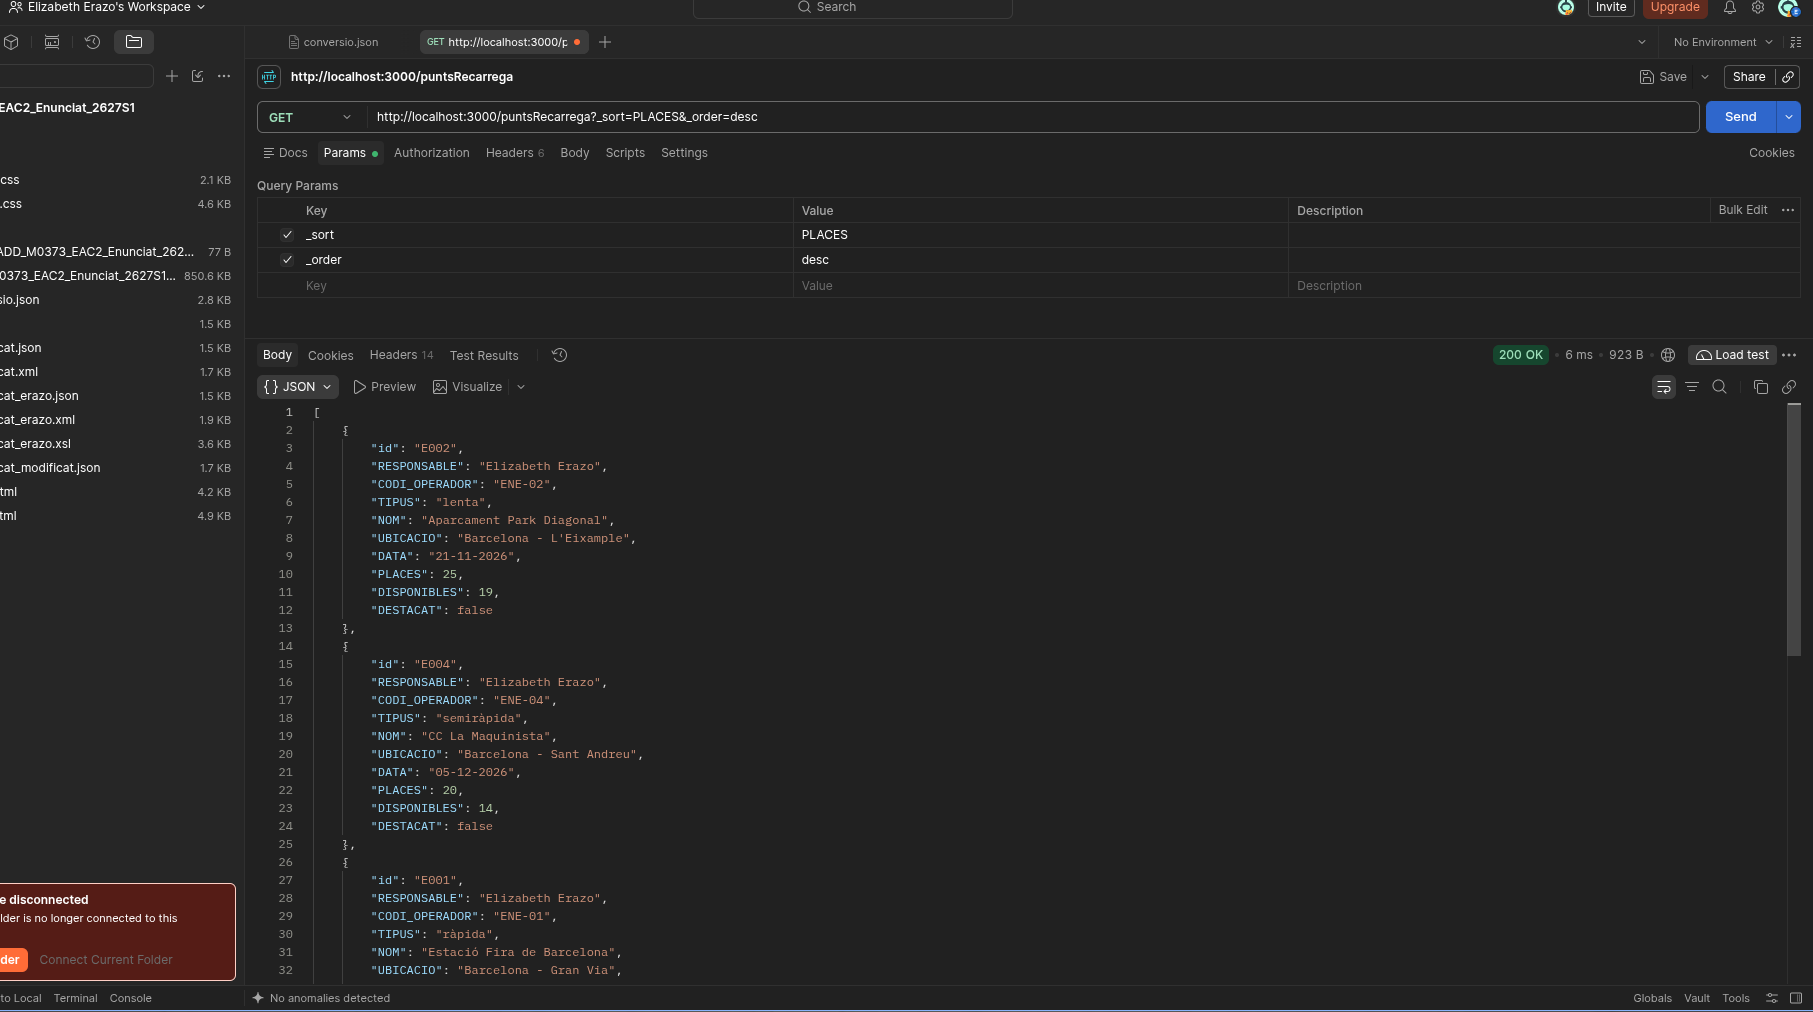 Elizabeth Erazo's Workspace
Search
Invite
Upgrade
conversio.json
GET http://localhost:3000/p
No Environment
http://localhost:3000/puntsRecarrega
Save
Share
EAC2_Enunciat_2627S1
GET
http://localhost:3000/puntsRecarrega?_sort=PLACES&_order=desc
Send
Docs
Params
Authorization
Headers 6
Body
Scripts
Settings
Cookies
Query Params
Key Value Description Bulk Edit
_sort PLACES
_order desc
Key Value Description
css 2.1 KB
.css 4.6 KB
ADD_M0373_EAC2_Enunciat_262... 77 B
0373_EAC2_Enunciat_2627S1... 850.6 KB
sio.json 2.8 KB
1.5 KB
cat.json 1.5 KB
cat.xml 1.7 KB
cat_erazo.json 1.5 KB
cat_erazo.xml 1.9 KB
cat_erazo.xsl 3.6 KB
cat_modificat.json 1.7 KB
tml 4.2 KB
tml 4.9 KB
Body
Cookies
Headers 14
Test Results
200 OK • 6 ms • 923 B
Load test
{ } JSON
Preview
Visualize
1 [
2 {
3 "id": "E002",
4 "RESPONSABLE": "Elizabeth Erazo",
5 "CODI_OPERADOR": "ENE-02",
6 "TIPUS": "lenta",
7 "NOM": "Aparcament Park Diagonal",
8 "UBICACIO": "Barcelona - L'Eixample",
9 "DATA": "21-11-2026",
10 "PLACES": 25,
11 "DISPONIBLES": 19,
12 "DESTACAT": false
13 },
14 {
15 "id": "E004",
16 "RESPONSABLE": "Elizabeth Erazo",
17 "CODI_OPERADOR": "ENE-04",
18 "TIPUS": "semiràpida",
19 "NOM": "CC La Maquinista",
20 "UBICACIO": "Barcelona - Sant Andreu",
21 "DATA": "05-12-2026",
22 "PLACES": 20,
23 "DISPONIBLES": 14,
24 "DESTACAT": false
25 },
26 {
27 "id": "E001",
28 "RESPONSABLE": "Elizabeth Erazo",
29 "CODI_OPERADOR": "ENE-01",
30 "TIPUS": "ràpida",
31 "NOM": "Estació Fira de Barcelona",
32 "UBICACIO": "Barcelona - Gran Via",
e disconnected
lder is no longer connected to this
der
Connect Current Folder
to Local
Terminal
Console
No anomalies detected
Globals
Vault
Tools